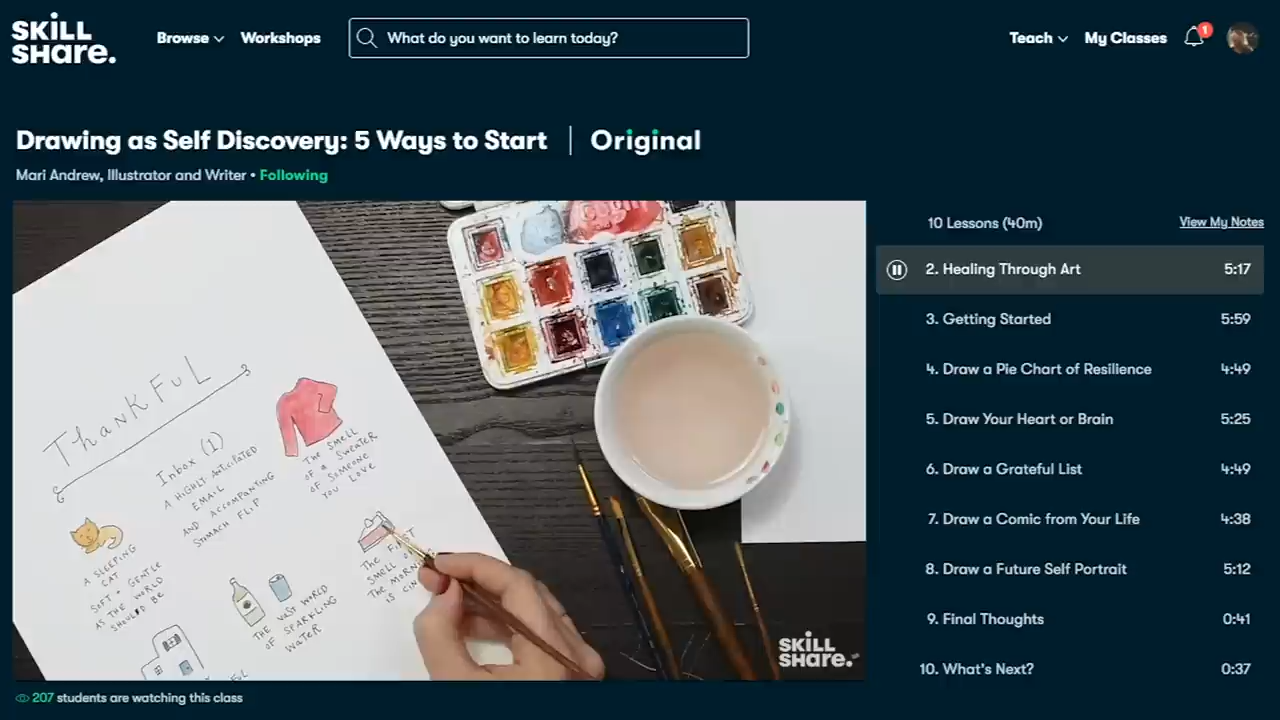 SKILL
SHARE.
Browse
Workshops
What do you want to learn today?
Teach
My Classes
1
Drawing as Self Discovery: 5 Ways to Start | Original
Mari Andrew, Illustrator and Writer • Following
10 Lessons (40m)
View My Notes
2. Healing Through Art 5:17
3. Getting Started 5:59
4. Draw a Pie Chart of Resilience 4:49
5. Draw Your Heart or Brain 5:25
6. Draw a Grateful List 4:49
7. Draw a Comic from Your Life 4:38
8. Draw a Future Self Portrait 5:12
9. Final Thoughts 0:41
10. What's Next? 0:37
THANKFUL
Inbox (1)
A HIGHLY ANTICIPATED
EMAIL
AND ACCOMPANYING
STOMACH FLIP
THE SMELL
OF A SWEATER
OF SOMEONE
YOU LOVE
A SLEEPING
CAT
SOFT + GENTLE
AS THE WORLD
SHOULD BE
THE VAST WORLD
OF SPARKLING
WATER
THE FIRST
SMELL
THE MORN
IS
SKILL
SHARE.
207 students are watching this class